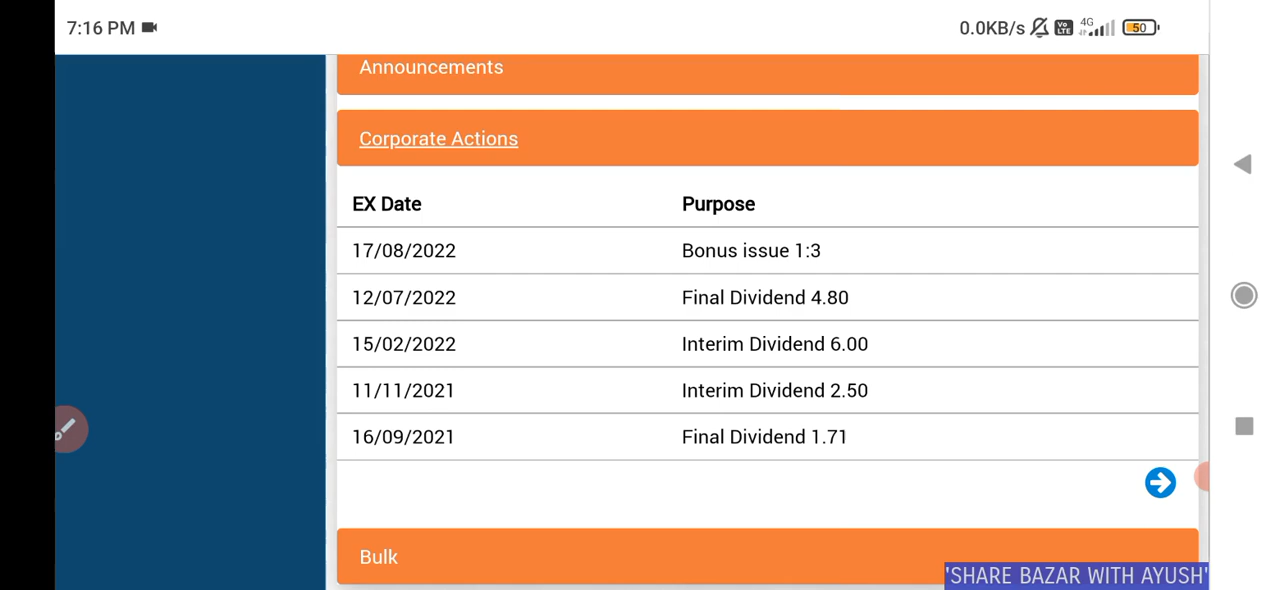 7:16 PM 0.0KB/s Vo LTE 4G 50
Announcements
Corporate Actions
EX Date Purpose
17/08/2022 Bonus issue 1:3
12/07/2022 Final Dividend 4.80
15/02/2022 Interim Dividend 6.00
11/11/2021 Interim Dividend 2.50
16/09/2021 Final Dividend 1.71
Bulk
'SHARE BAZAR WITH AYUSH'